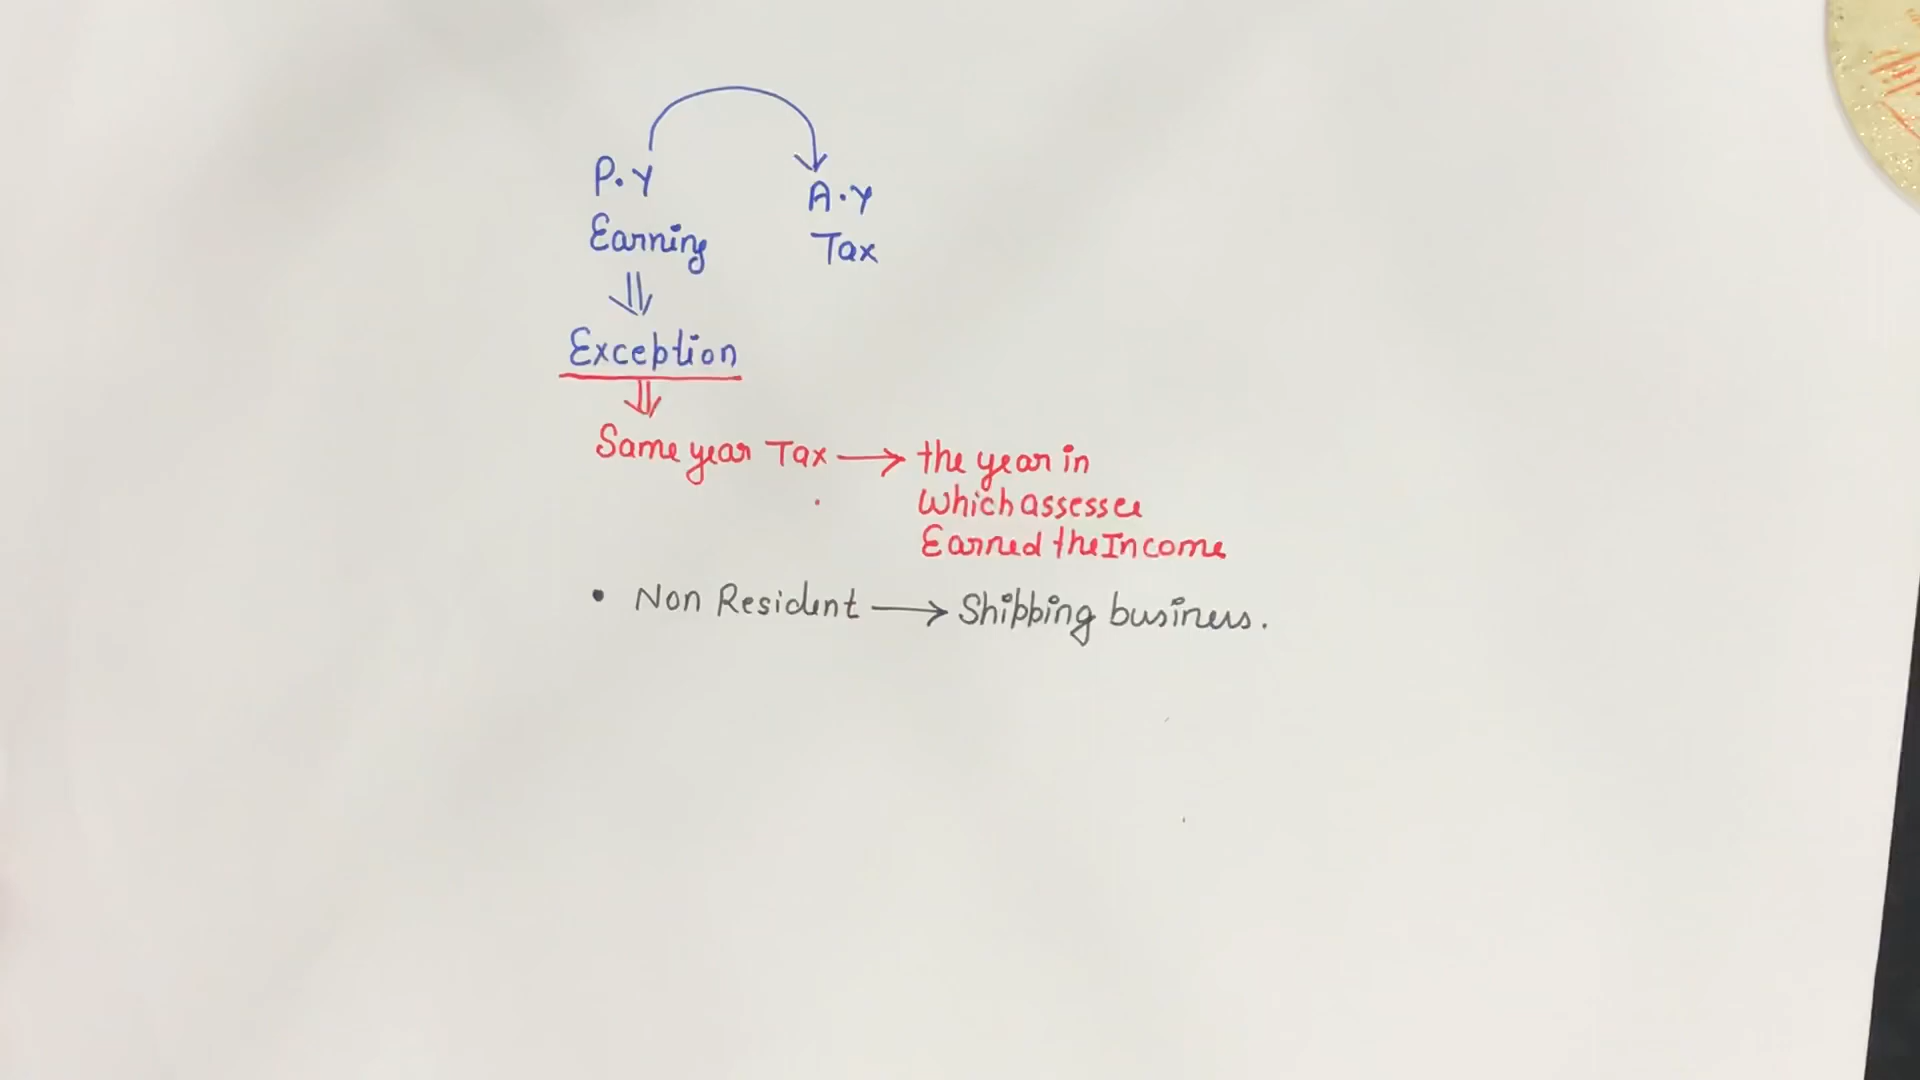 P.Y
A.Y
Earning
Tax
Exception
Same year Tax → the year in
which assessee
Earned the Income
• Non Resident → Shipping business.